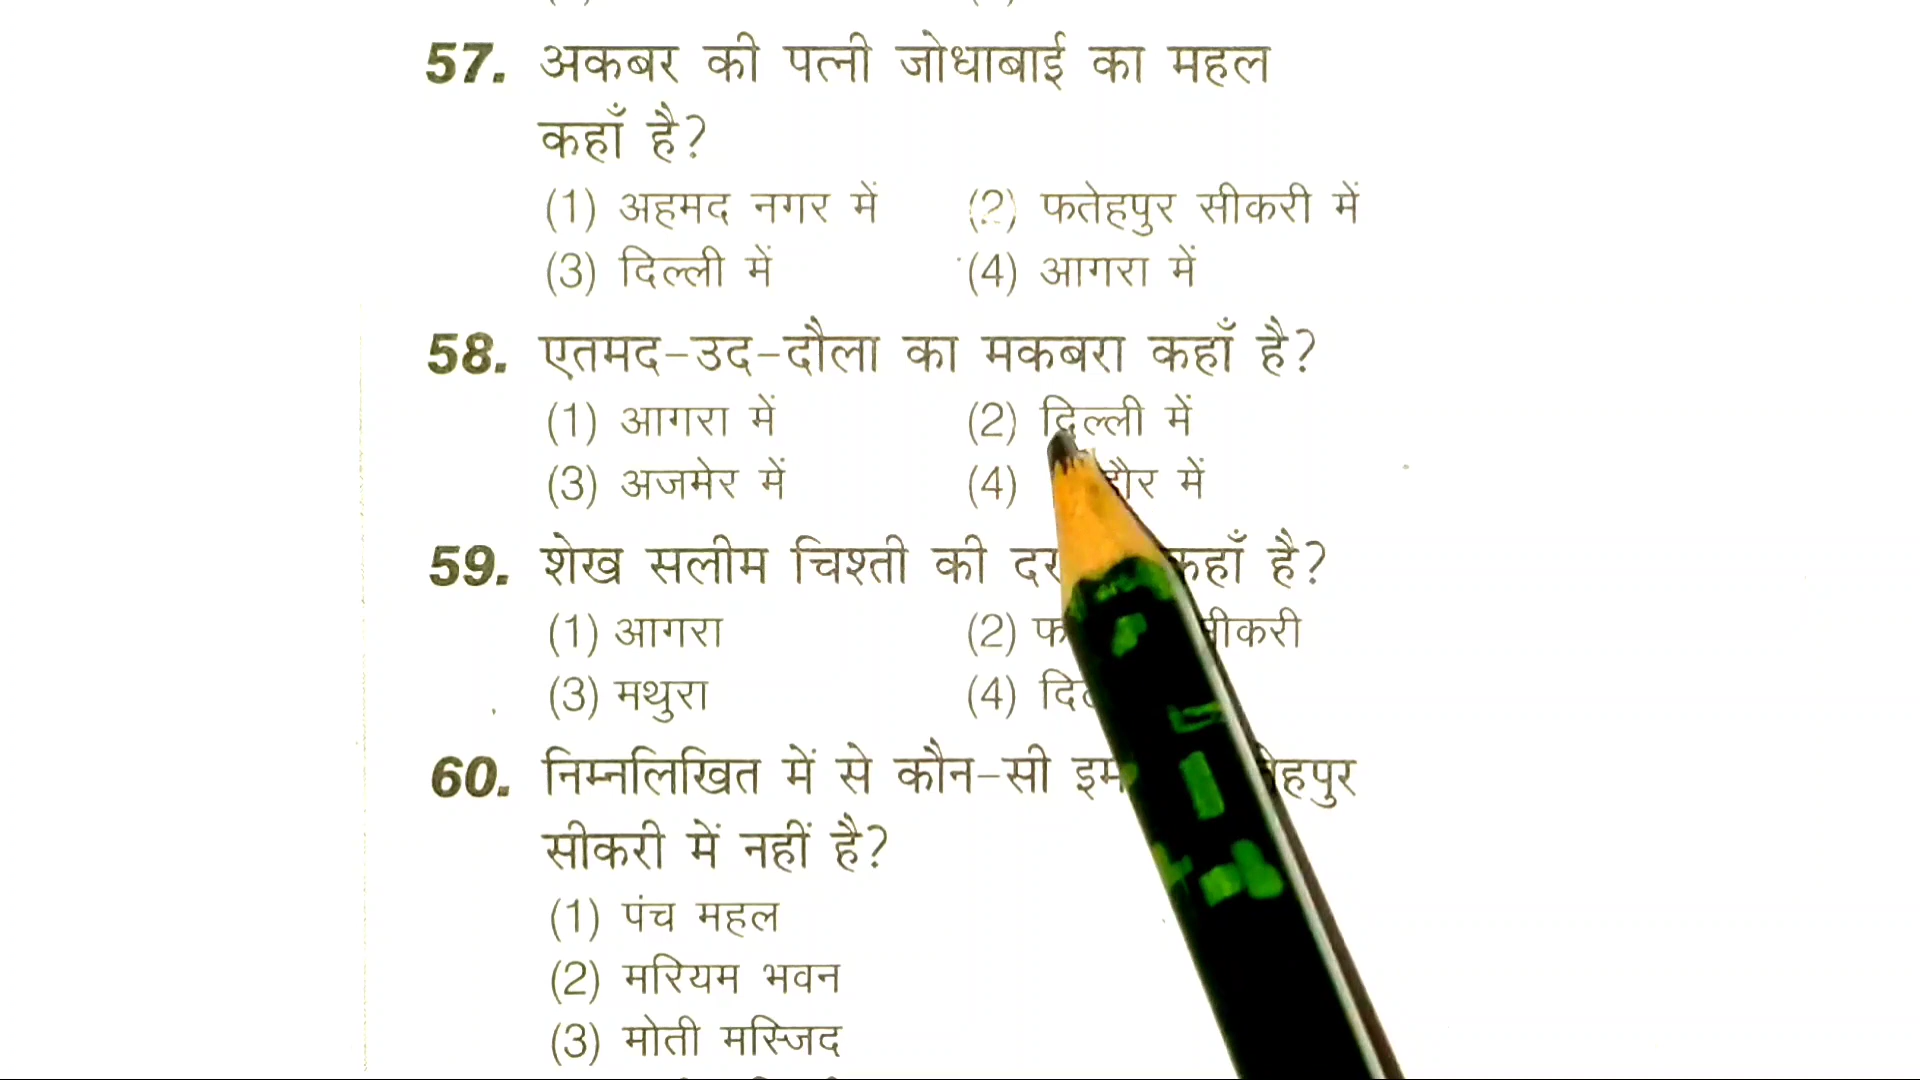 57. अकबर की पत्नी जोधाबाई का महल
कहाँ है?
(1) अहमद नगर में (2) फतेहपुर सीकरी में
(3) दिल्ली में (4) आगरा में
58. एतमद-उद-दौला का मकबरा कहाँ है?
(1) आगरा में (2) दिल्ली में
(3) अजमेर में (4) में
59. शेख सलीम चिश्ती की कहाँ है?
(1) आगरा (2)
(3) मथुरा (4)
60. निम्नलिखित में से कौन-सी
सीकरी में नहीं है?
(1) पंच महल
(2) मरियम भवन
(3) मोती मस्जिद